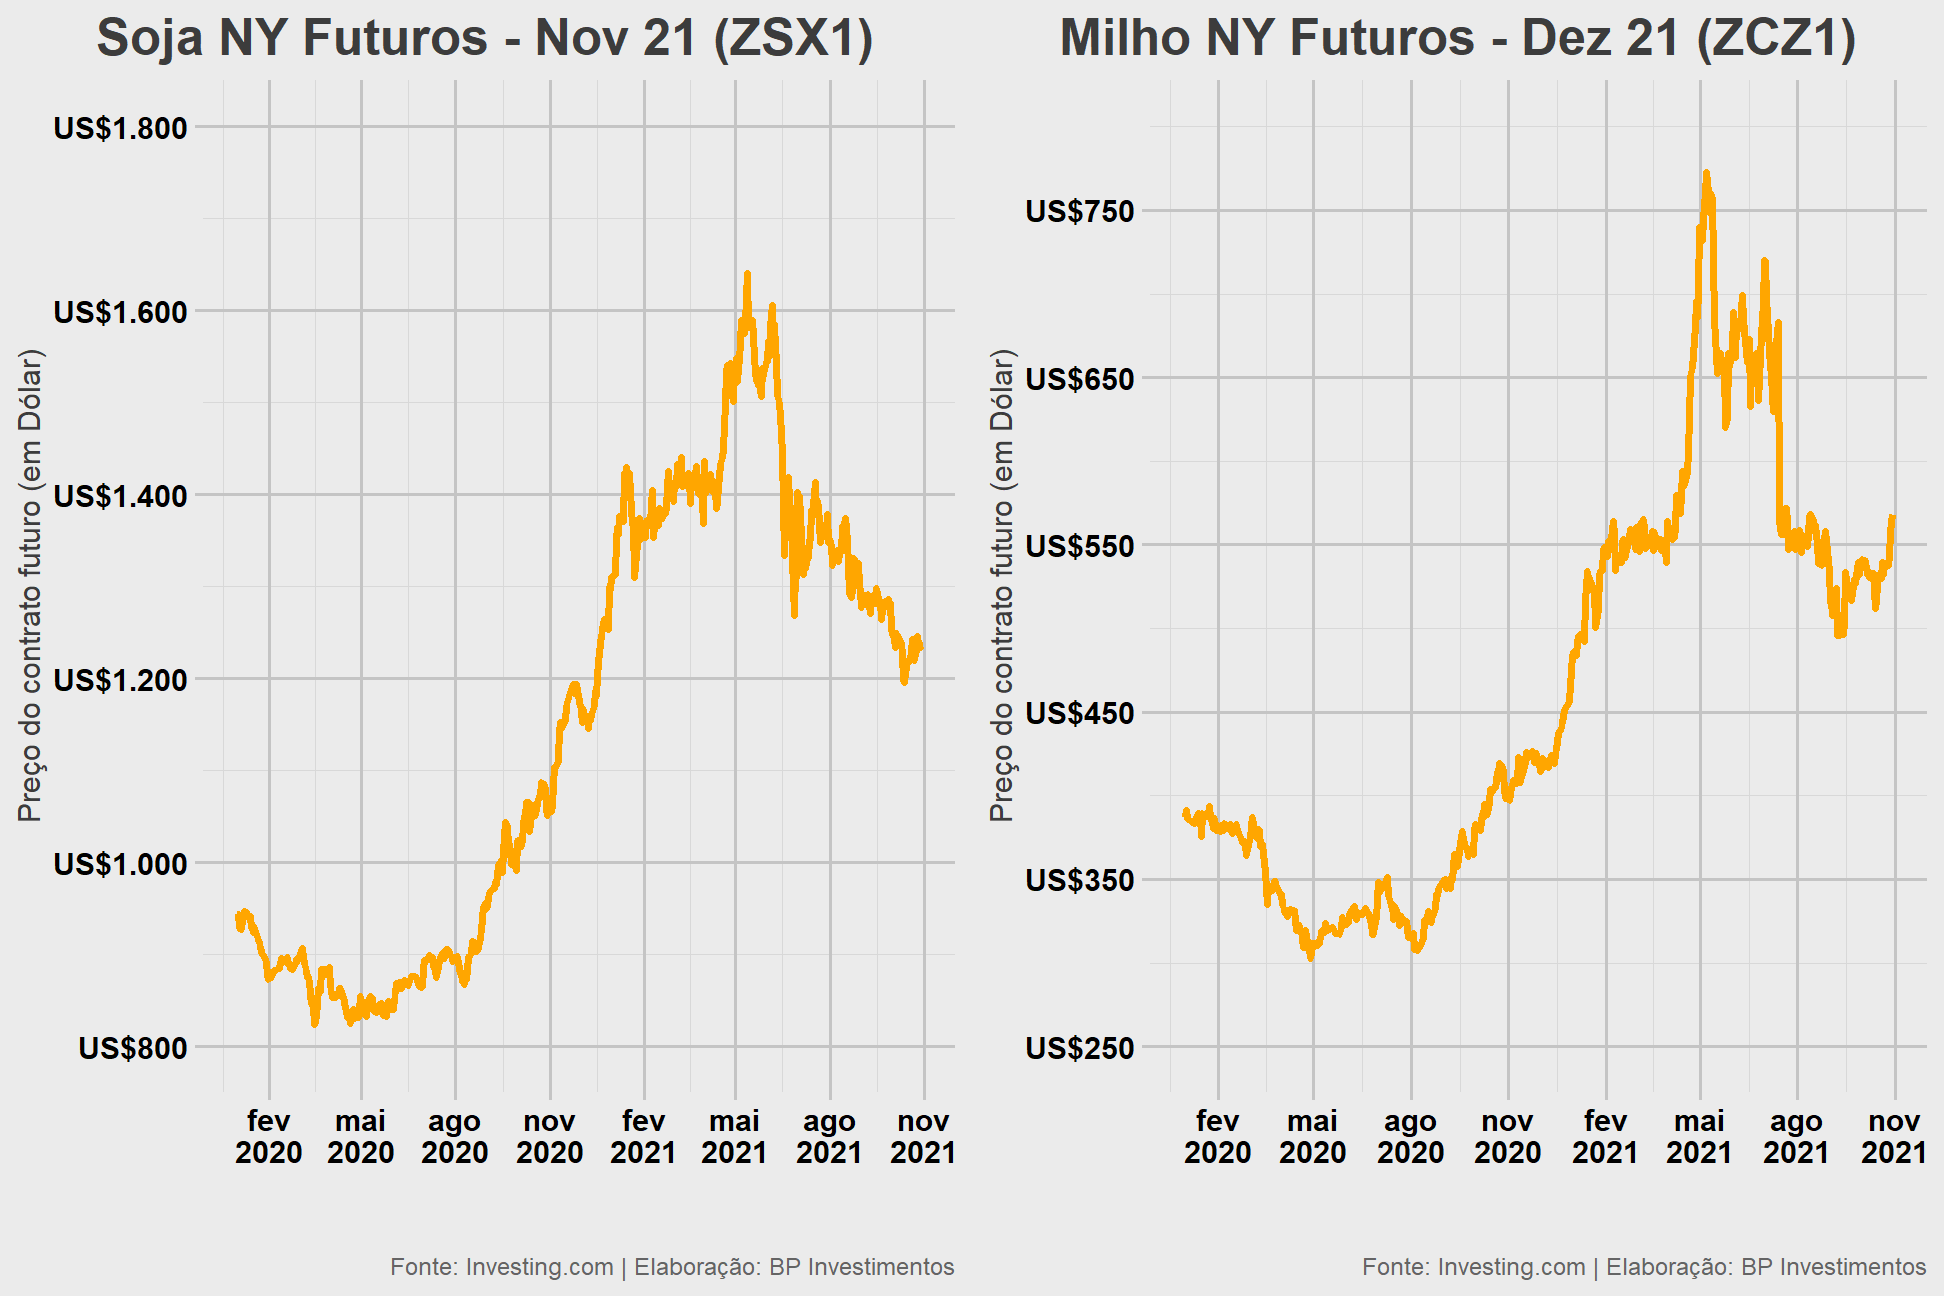 Soja NY Futuros - Nov 21 (ZSX1)
Preço do contrato futuro (em Dólar)
US$1.800
US$1.600
US$1.400
US$1.200
US$1.000
US$800
fev mai ago nov fev mai ago nov
2020 2020 2020 2020 2021 2021 2021 2021
Fonte: Investing.com | Elaboração: BP Investimentos
Milho NY Futuros - Dez 21 (ZCZ1)
Preço do contrato futuro (em Dólar)
US$750
US$650
US$550
US$450
US$350
US$250
fev mai ago nov fev mai ago nov
2020 2020 2020 2020 2021 2021 2021 2021
Fonte: Investing.com | Elaboração: BP Investimentos